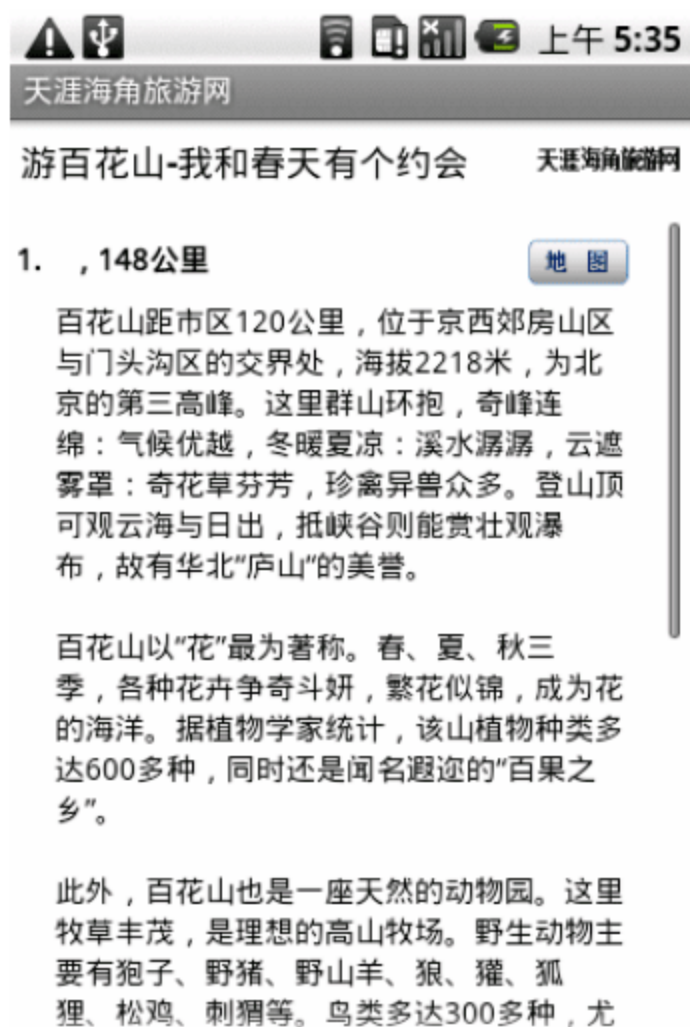 上午 5:35
天涯海角旅游网
游百花山-我和春天有个约会
天涯海角旅游网
1. , 148公里
地 图
百花山距市区120公里，位于京西郊房山区
与门头沟区的交界处，海拔2218米，为北
京的第三高峰。这里群山环抱，奇峰连
绵：气候优越，冬暖夏凉：溪水潺潺，云遮
雾罩：奇花草芬芳，珍禽异兽众多。登山顶
可观云海与日出，抵峡谷则能赏壮观瀑
布，故有华北“庐山”的美誉。
百花山以“花”最为著称。春、夏、秋三
季，各种花卉争奇斗妍，繁花似锦，成为花
的海洋。据植物学家统计，该山植物种类多
达600多种，同时还是闻名遐迩的“百果之
乡”。
此外，百花山也是一座天然的动物园。这里
牧草丰茂，是理想的高山牧场。野生动物主
要有狍子、野猪、野山羊、狼、獾、狐
狸、松鸡、刺猬等。鸟类多达300多种，尤